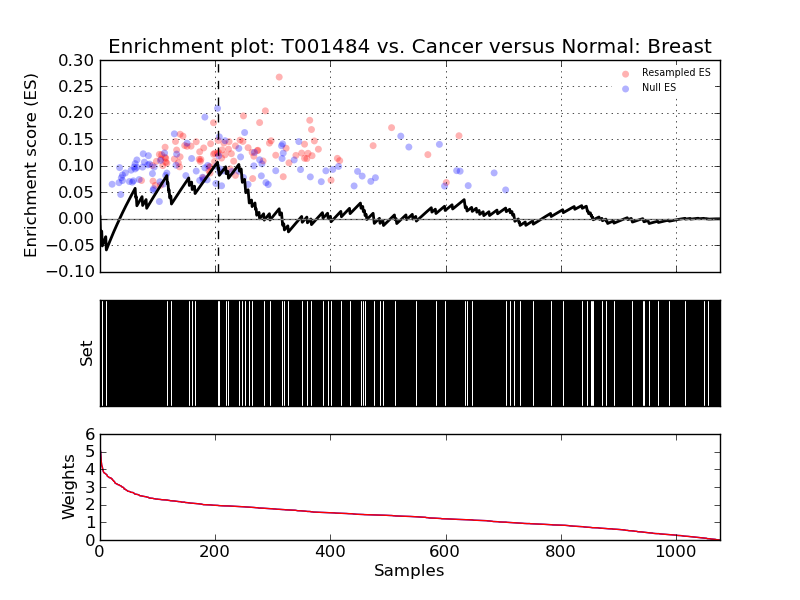 Enrichment plot: T001484 vs. Cancer versus Normal: Breast
Enrichment score (ES)
0.30
0.25
0.20
0.15
0.10
0.05
0.00
−0.05
−0.10
Resampled ES
Null ES
Set
Weights
6
5
4
3
2
1
0
0 200 400 600 800 1000
Samples